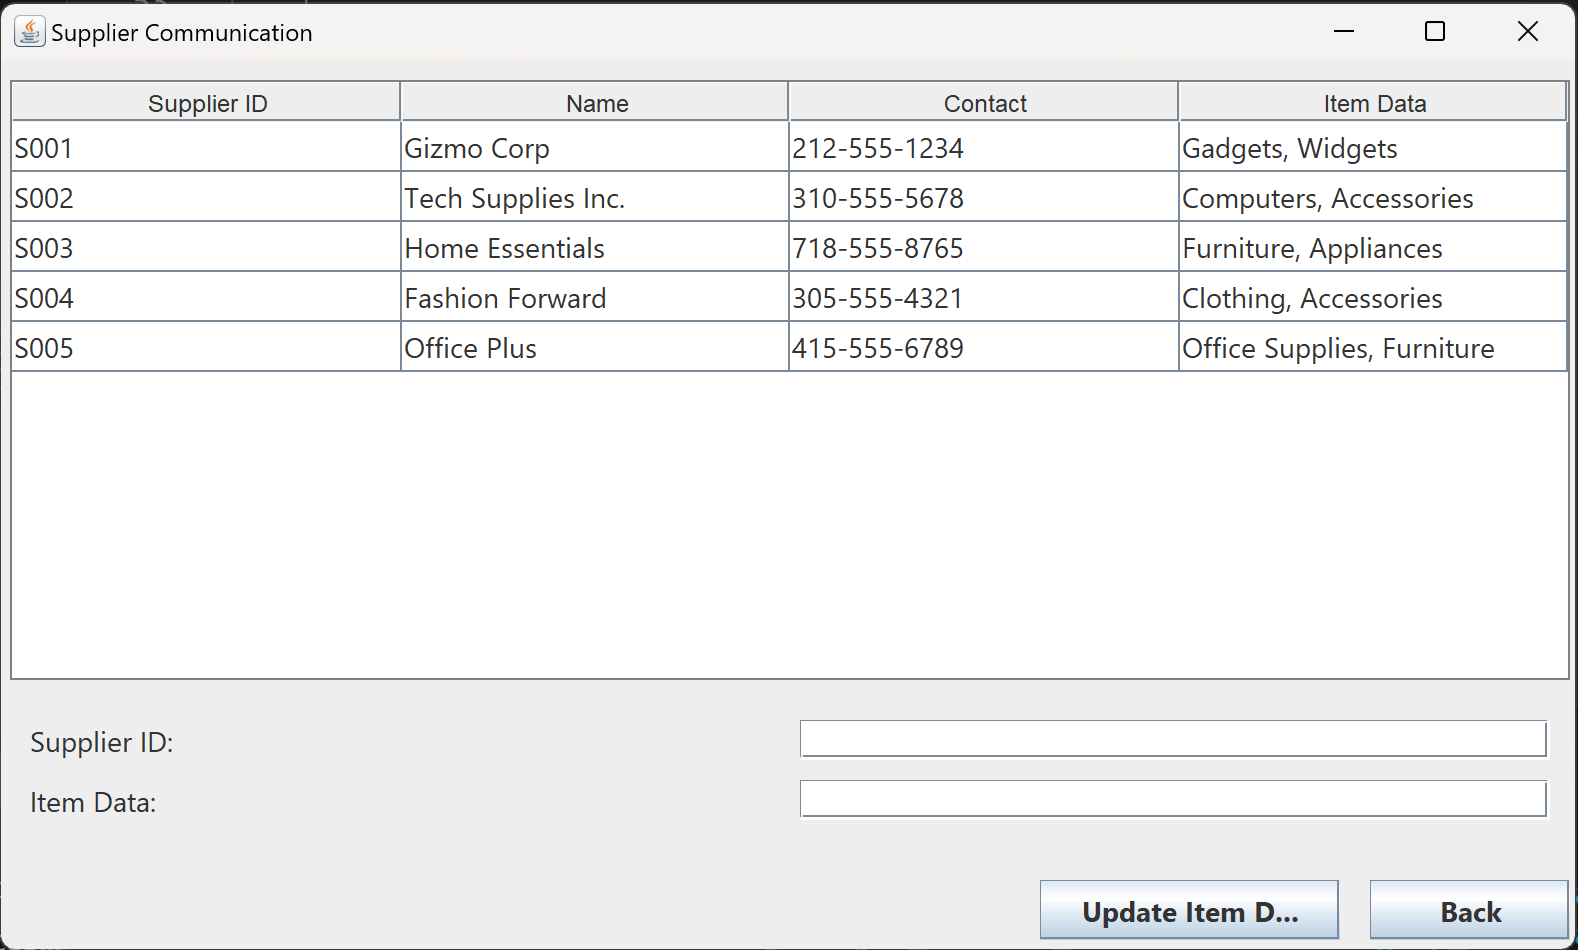 Supplier Communication
Supplier ID Name Contact Item Data
S001 Gizmo Corp 212-555-1234 Gadgets, Widgets
S002 Tech Supplies Inc. 310-555-5678 Computers, Accessories
S003 Home Essentials 718-555-8765 Furniture, Appliances
S004 Fashion Forward 305-555-4321 Clothing, Accessories
S005 Office Plus 415-555-6789 Office Supplies, Furniture
Supplier ID:
Item Data:
Update Item D... Back